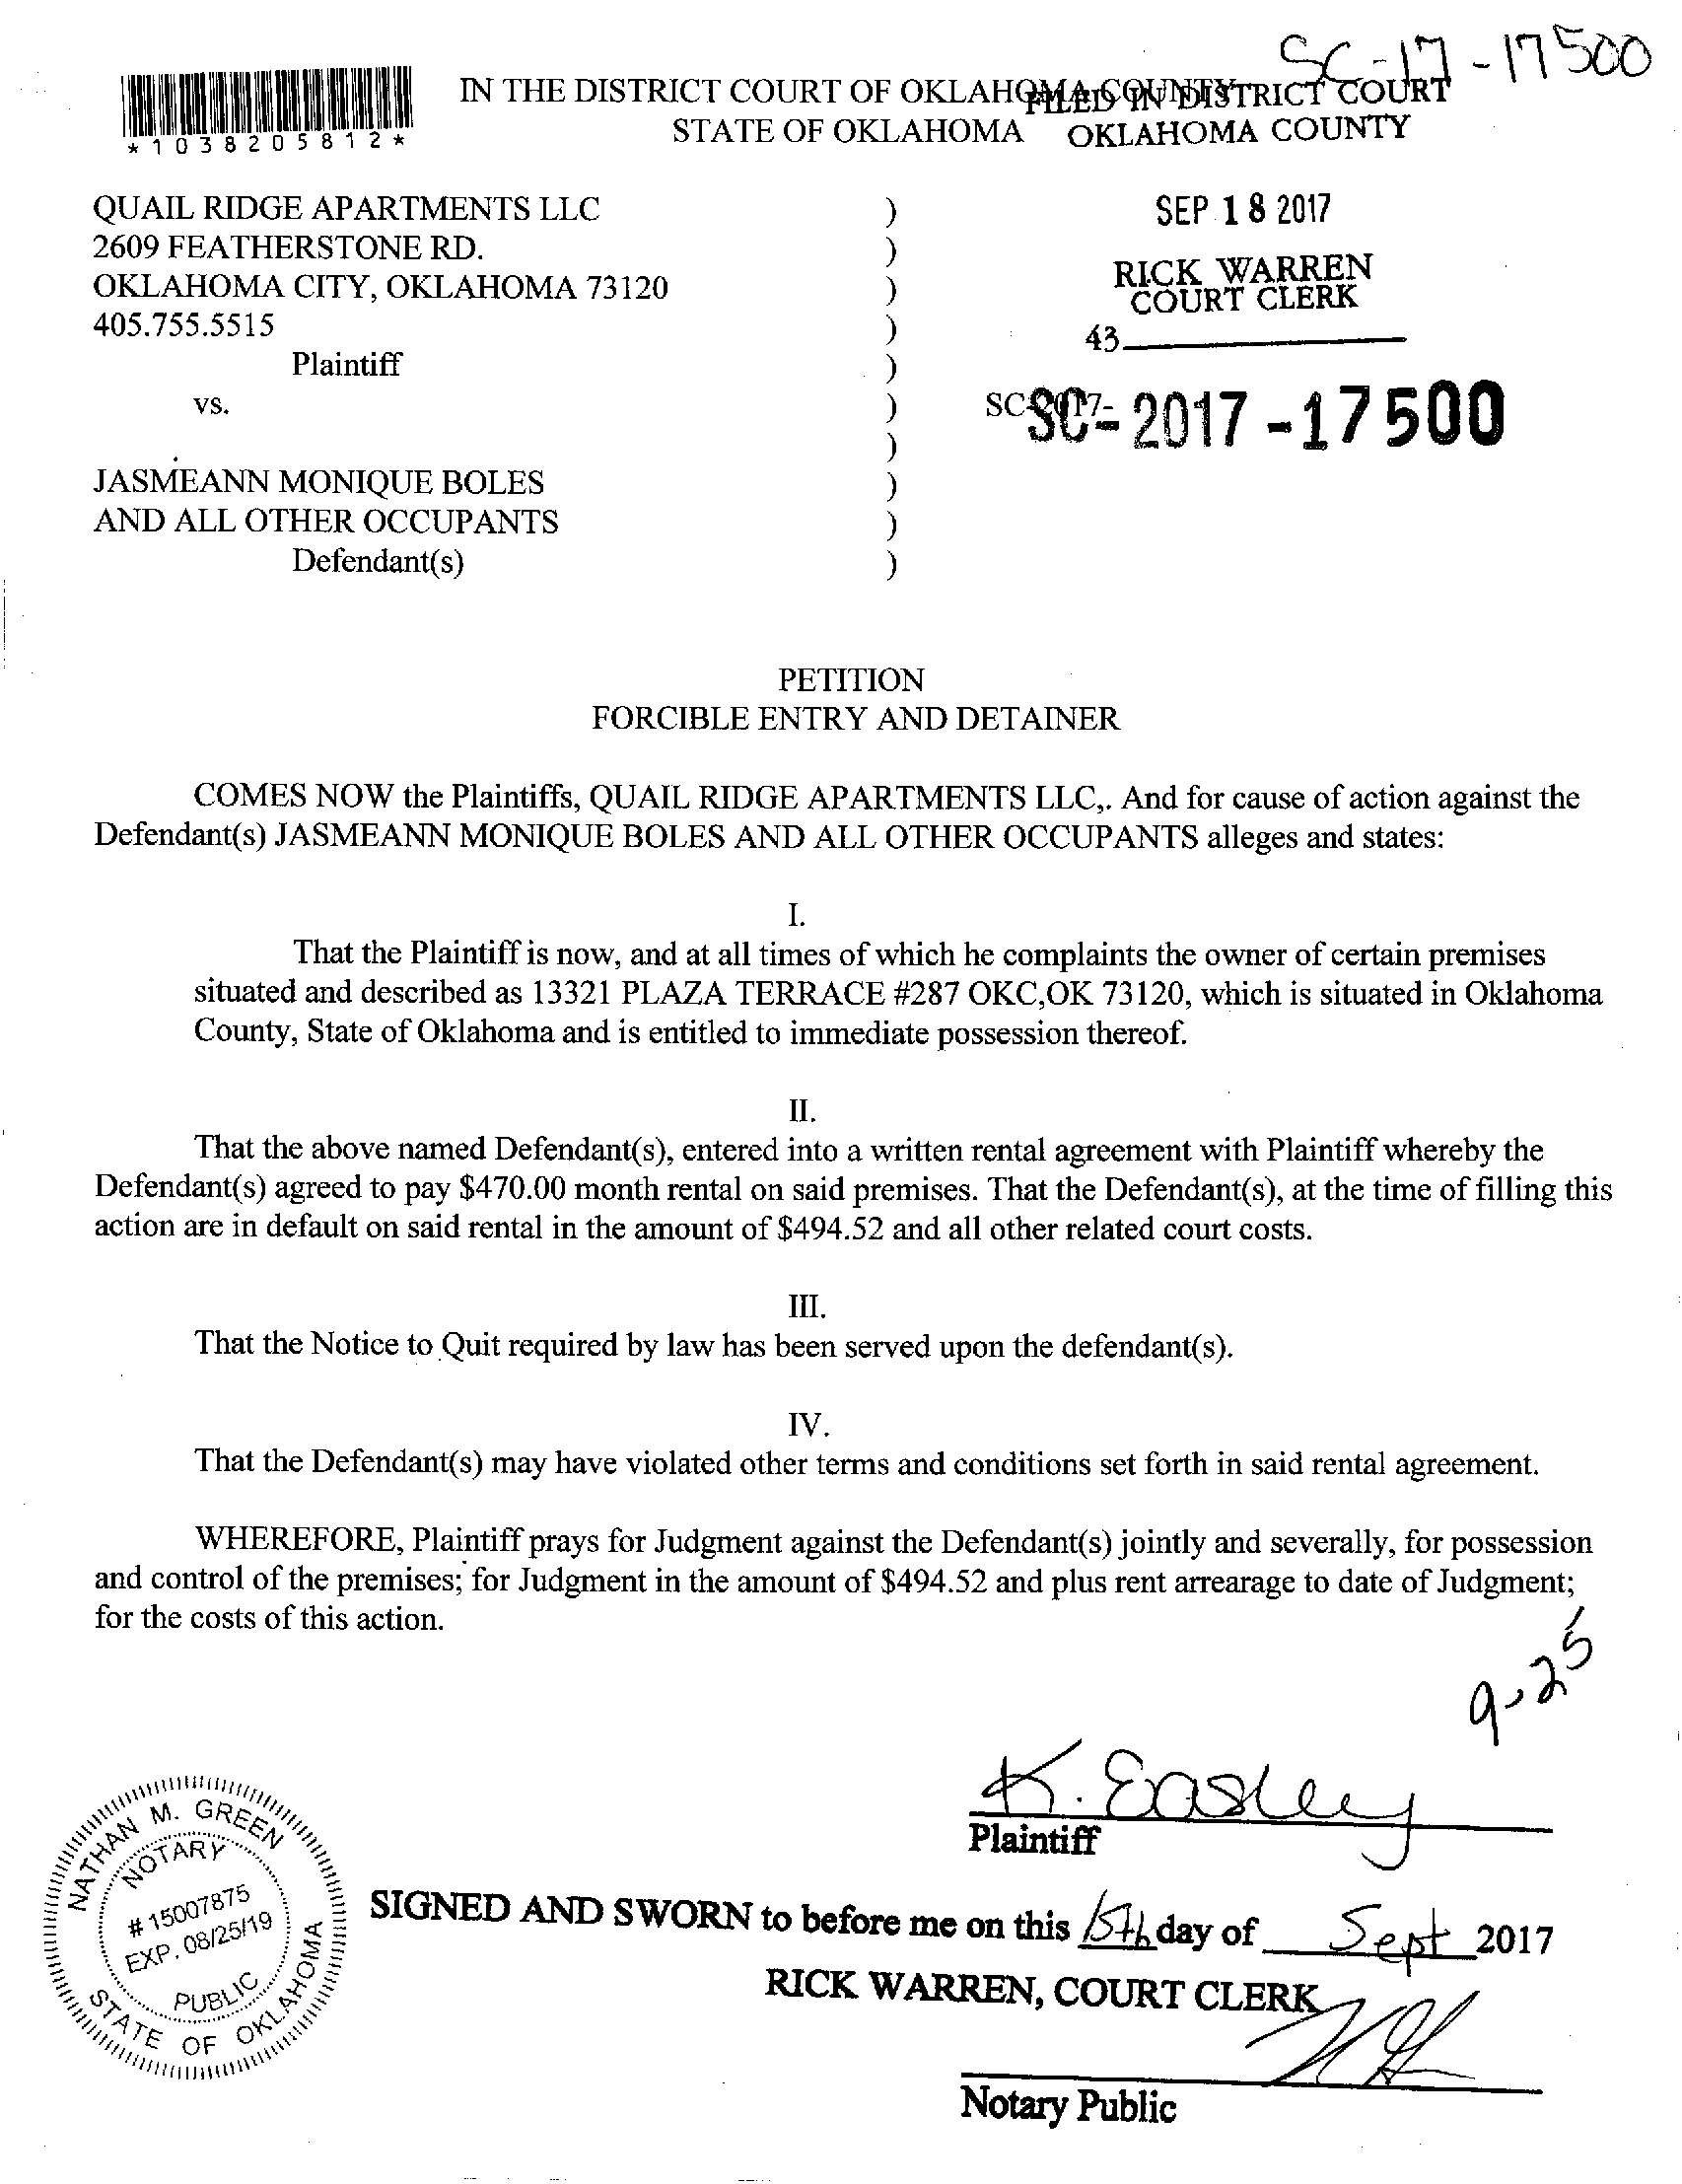 SC-17-17500
IN THE DISTRICT COURT OF OKLAHOMA COUNTY
STATE OF OKLAHOMA
FILED IN DISTRICT COURT
OKLAHOMA COUNTY
*1038205812*
QUAIL RIDGE APARTMENTS LLC )
2609 FEATHERSTONE RD. )
OKLAHOMA CITY, OKLAHOMA 73120 )
405.755.5515 )
Plaintiff )
vs. )
)
JASMEANN MONIQUE BOLES )
AND ALL OTHER OCCUPANTS )
Defendant(s) )
SEP 18 2017
RICK WARREN
COURT CLERK
43
SC-2017-
SC-2017-17500
PETITION
FORCIBLE ENTRY AND DETAINER
COMES NOW the Plaintiffs, QUAIL RIDGE APARTMENTS LLC,. And for cause of action against the
Defendant(s) JASMEANN MONIQUE BOLES AND ALL OTHER OCCUPANTS alleges and states:
I.
That the Plaintiff is now, and at all times of which he complaints the owner of certain premises
situated and described as 13321 PLAZA TERRACE #287 OKC,OK 73120, which is situated in Oklahoma
County, State of Oklahoma and is entitled to immediate possession thereof.
II.
That the above named Defendant(s), entered into a written rental agreement with Plaintiff whereby the
Defendant(s) agreed to pay $470.00 month rental on said premises. That the Defendant(s), at the time of filling this
action are in default on said rental in the amount of $494.52 and all other related court costs.
III.
That the Notice to Quit required by law has been served upon the defendant(s).
IV.
That the Defendant(s) may have violated other terms and conditions set forth in said rental agreement.
WHEREFORE, Plaintiff prays for Judgment against the Defendant(s) jointly and severally, for possession
and control of the premises; for Judgment in the amount of $494.52 and plus rent arrearage to date of Judgment;
for the costs of this action.
9-25
K. Easley
Plaintiff
NATHAN M. GREEN
NOTARY
# 15007875
EXP. 08/25/19
PUBLIC
STATE OF OKLAHOMA
SIGNED AND SWORN to before me on this 15th day of Sept 2017
RICK WARREN, COURT CLERK
Notary Public